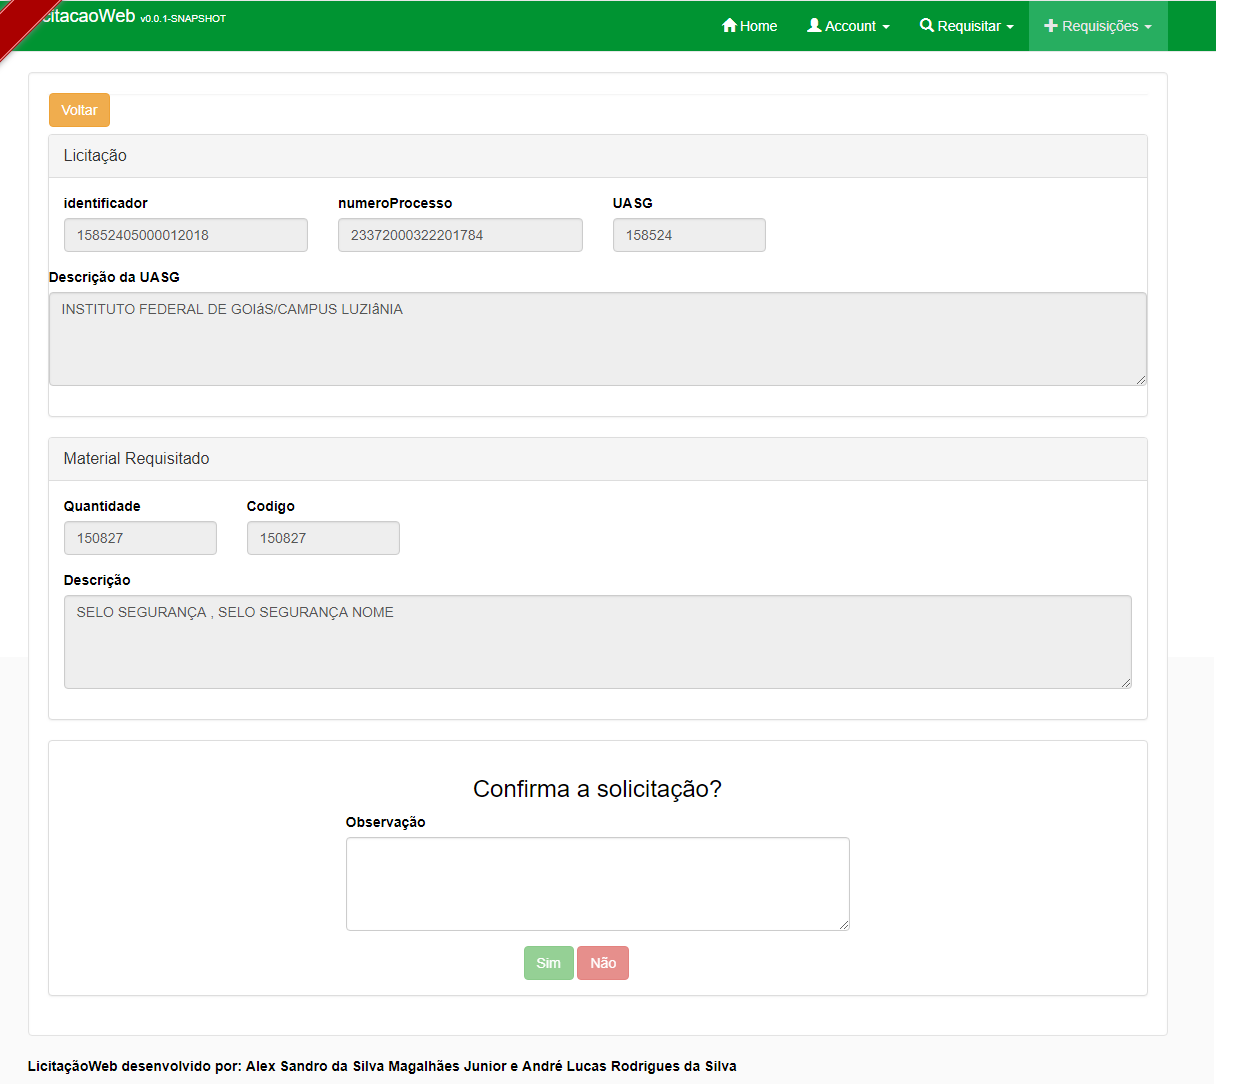 citacaoWeb v0.0.1-SNAPSHOT
Home Account Requisitar Requisições
Voltar
Licitação
identificador numeroProcesso UASG
15852405000012018 23372000322201784 158524
Descrição da UASG
INSTITUTO FEDERAL DE GOIáS/CAMPUS LUZIâNIA
Material Requisitado
Quantidade Codigo
150827 150827
Descrição
SELO SEGURANÇA , SELO SEGURANÇA NOME
Confirma a solicitação?
Observação
Sim Não
LicitaçãoWeb desenvolvido por: Alex Sandro da Silva Magalhães Junior e André Lucas Rodrigues da Silva